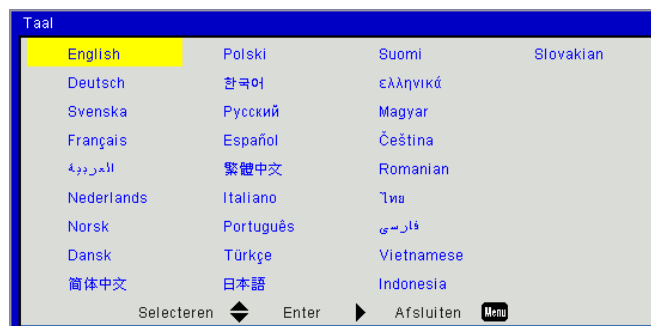 Taal
English Polski Suomi Slovakian
Deutsch 한국어 ελληνικά
Svenska Русский Magyar
Français Español Čeština
العربية 繁體中文 Romanian
Nederlands Italiano ไทย
Norsk Português فارسی
Dansk Türkçe Vietnamese
简体中文 日本語 Indonesia
Selecteren Enter Afsluiten Menu